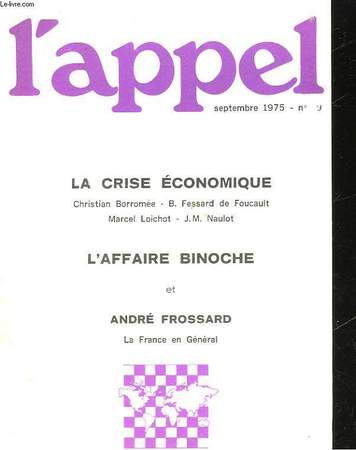 Le-livre.com
l'appel
septembre 1975 - n° 9
LA CRISE ÉCONOMIQUE
Christian Borromée - B. Fessard de Foucault
Marcel Loichot - J.M. Naulot
L'AFFAIRE BINOCHE
et
ANDRÉ FROSSARD
La France en Général